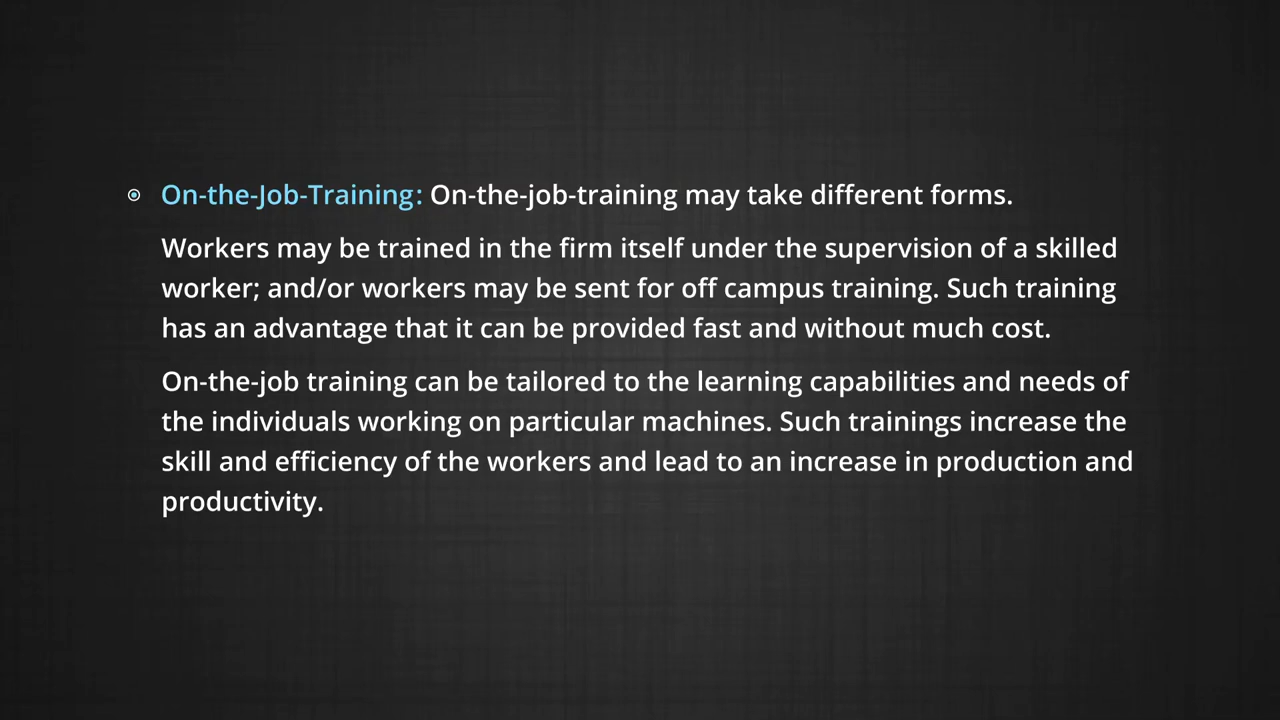 On-the-Job-Training: On-the-job-training may take different forms.
Workers may be trained in the firm itself under the supervision of a skilled
worker; and/or workers may be sent for off campus training. Such training
has an advantage that it can be provided fast and without much cost.
On-the-job training can be tailored to the learning capabilities and needs of
the individuals working on particular machines. Such trainings increase the
skill and efficiency of the workers and lead to an increase in production and
productivity.